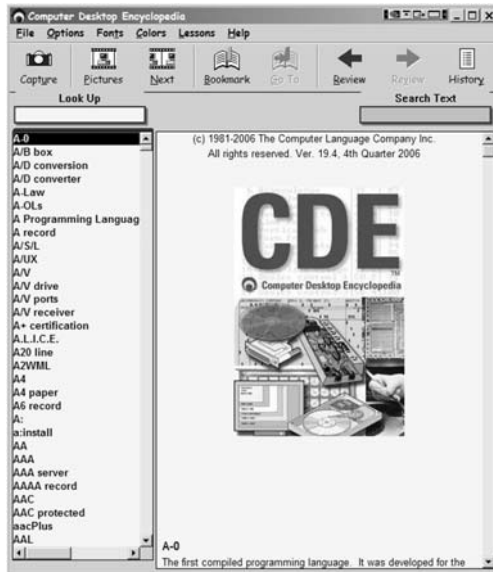 Computer Desktop Encyclopedia
File Options Fonts Colors Lessons Help
Capture Pictures Next Bookmark Go To Review Review History
Look Up Search Text
A-0
A/B box
A/D conversion
A/D converter
A-Law
A-OLs
A Programming Languag
A record
A/S/L
A/UX
A/V
A/V drive
A/V ports
A/V receiver
A+ certification
A.L.I.C.E.
A20 line
A2WML
A4
A4 paper
A6 record
A:
a:install
AA
AAA
AAA server
AAAA record
AAC
AAC protected
aacPlus
AAL
(c) 1981-2006 The Computer Language Company Inc.
All rights reserved. Ver. 19.4, 4th Quarter 2006
CDE
TM
Computer Desktop Encyclopedia
A-0
The first compiled programming language. It was developed for the